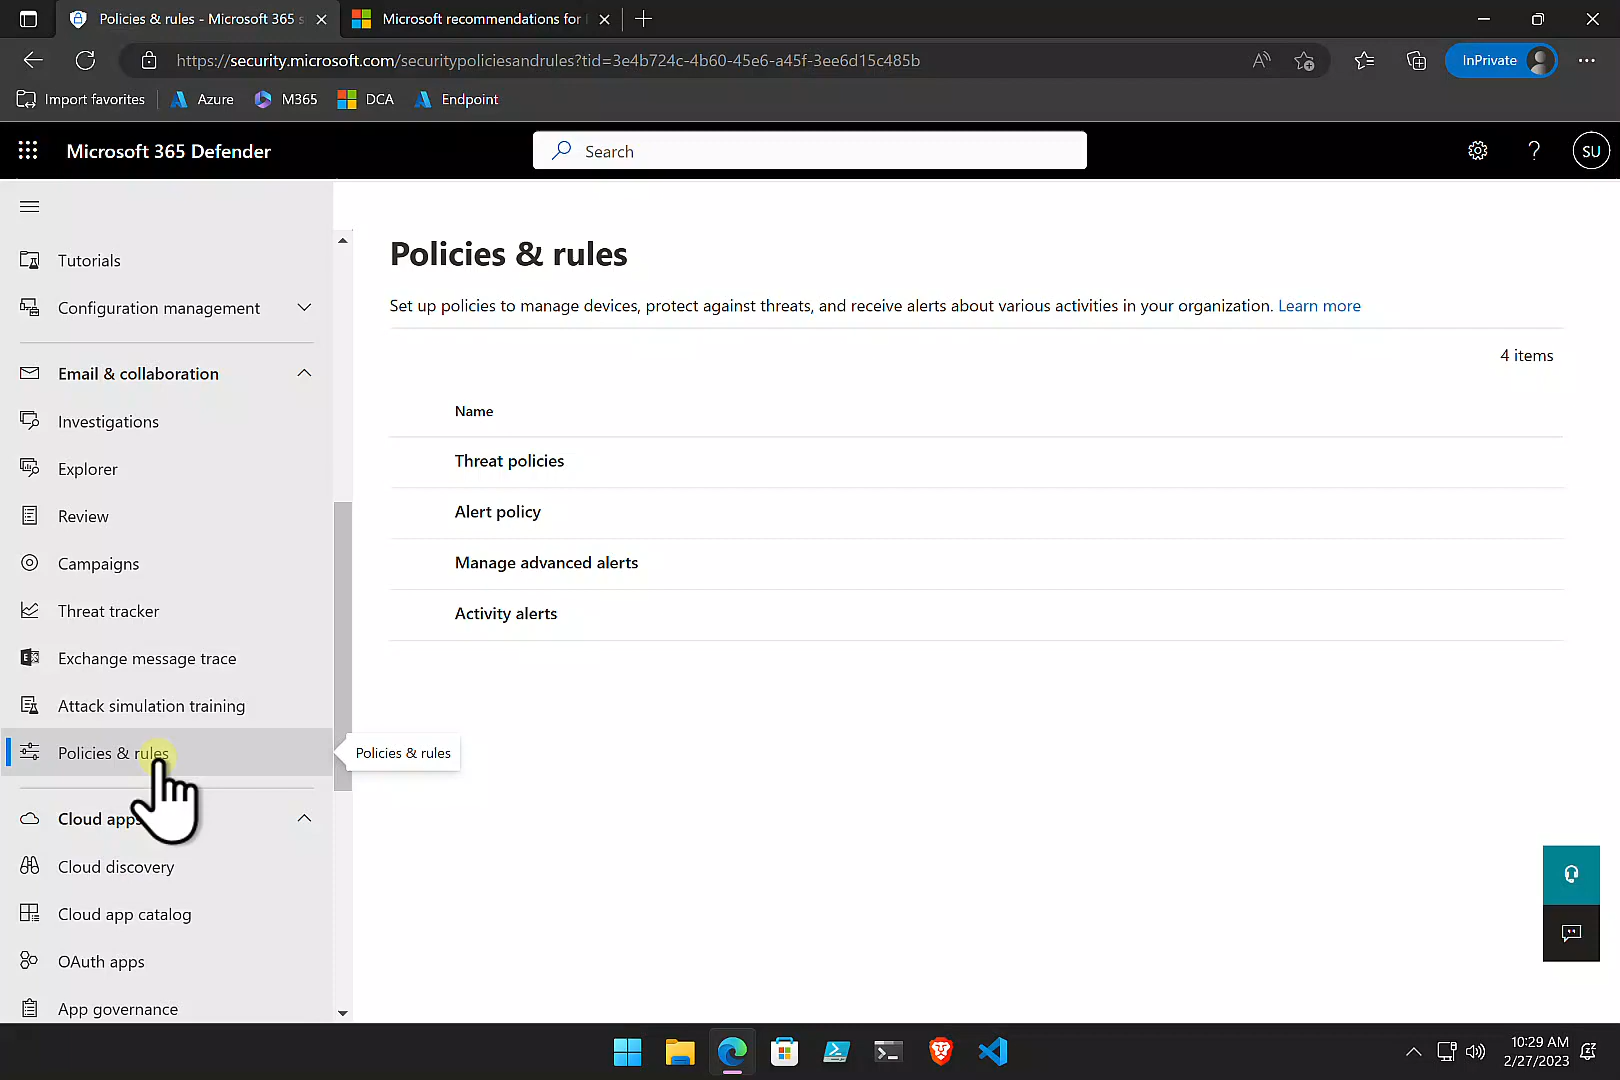 Policies & rules - Microsoft 365 s
Microsoft recommendations for
https://security.microsoft.com/securitypoliciesandrules?tid=3e4b724c-4b60-45e6-a45f-3ee6d15c485b
InPrivate
Import favorites
Azure
M365
DCA
Endpoint
Microsoft 365 Defender
Search
SU
Tutorials
Configuration management
Email & collaboration
Investigations
Explorer
Review
Campaigns
Threat tracker
Exchange message trace
Attack simulation training
Policies & rules
Policies & rules
Cloud apps
Cloud discovery
Cloud app catalog
OAuth apps
App governance
Policies & rules
Set up policies to manage devices, protect against threats, and receive alerts about various activities in your organization. Learn more
4 items
Name
Threat policies
Alert policy
Manage advanced alerts
Activity alerts
10:29 AM
2/27/2023